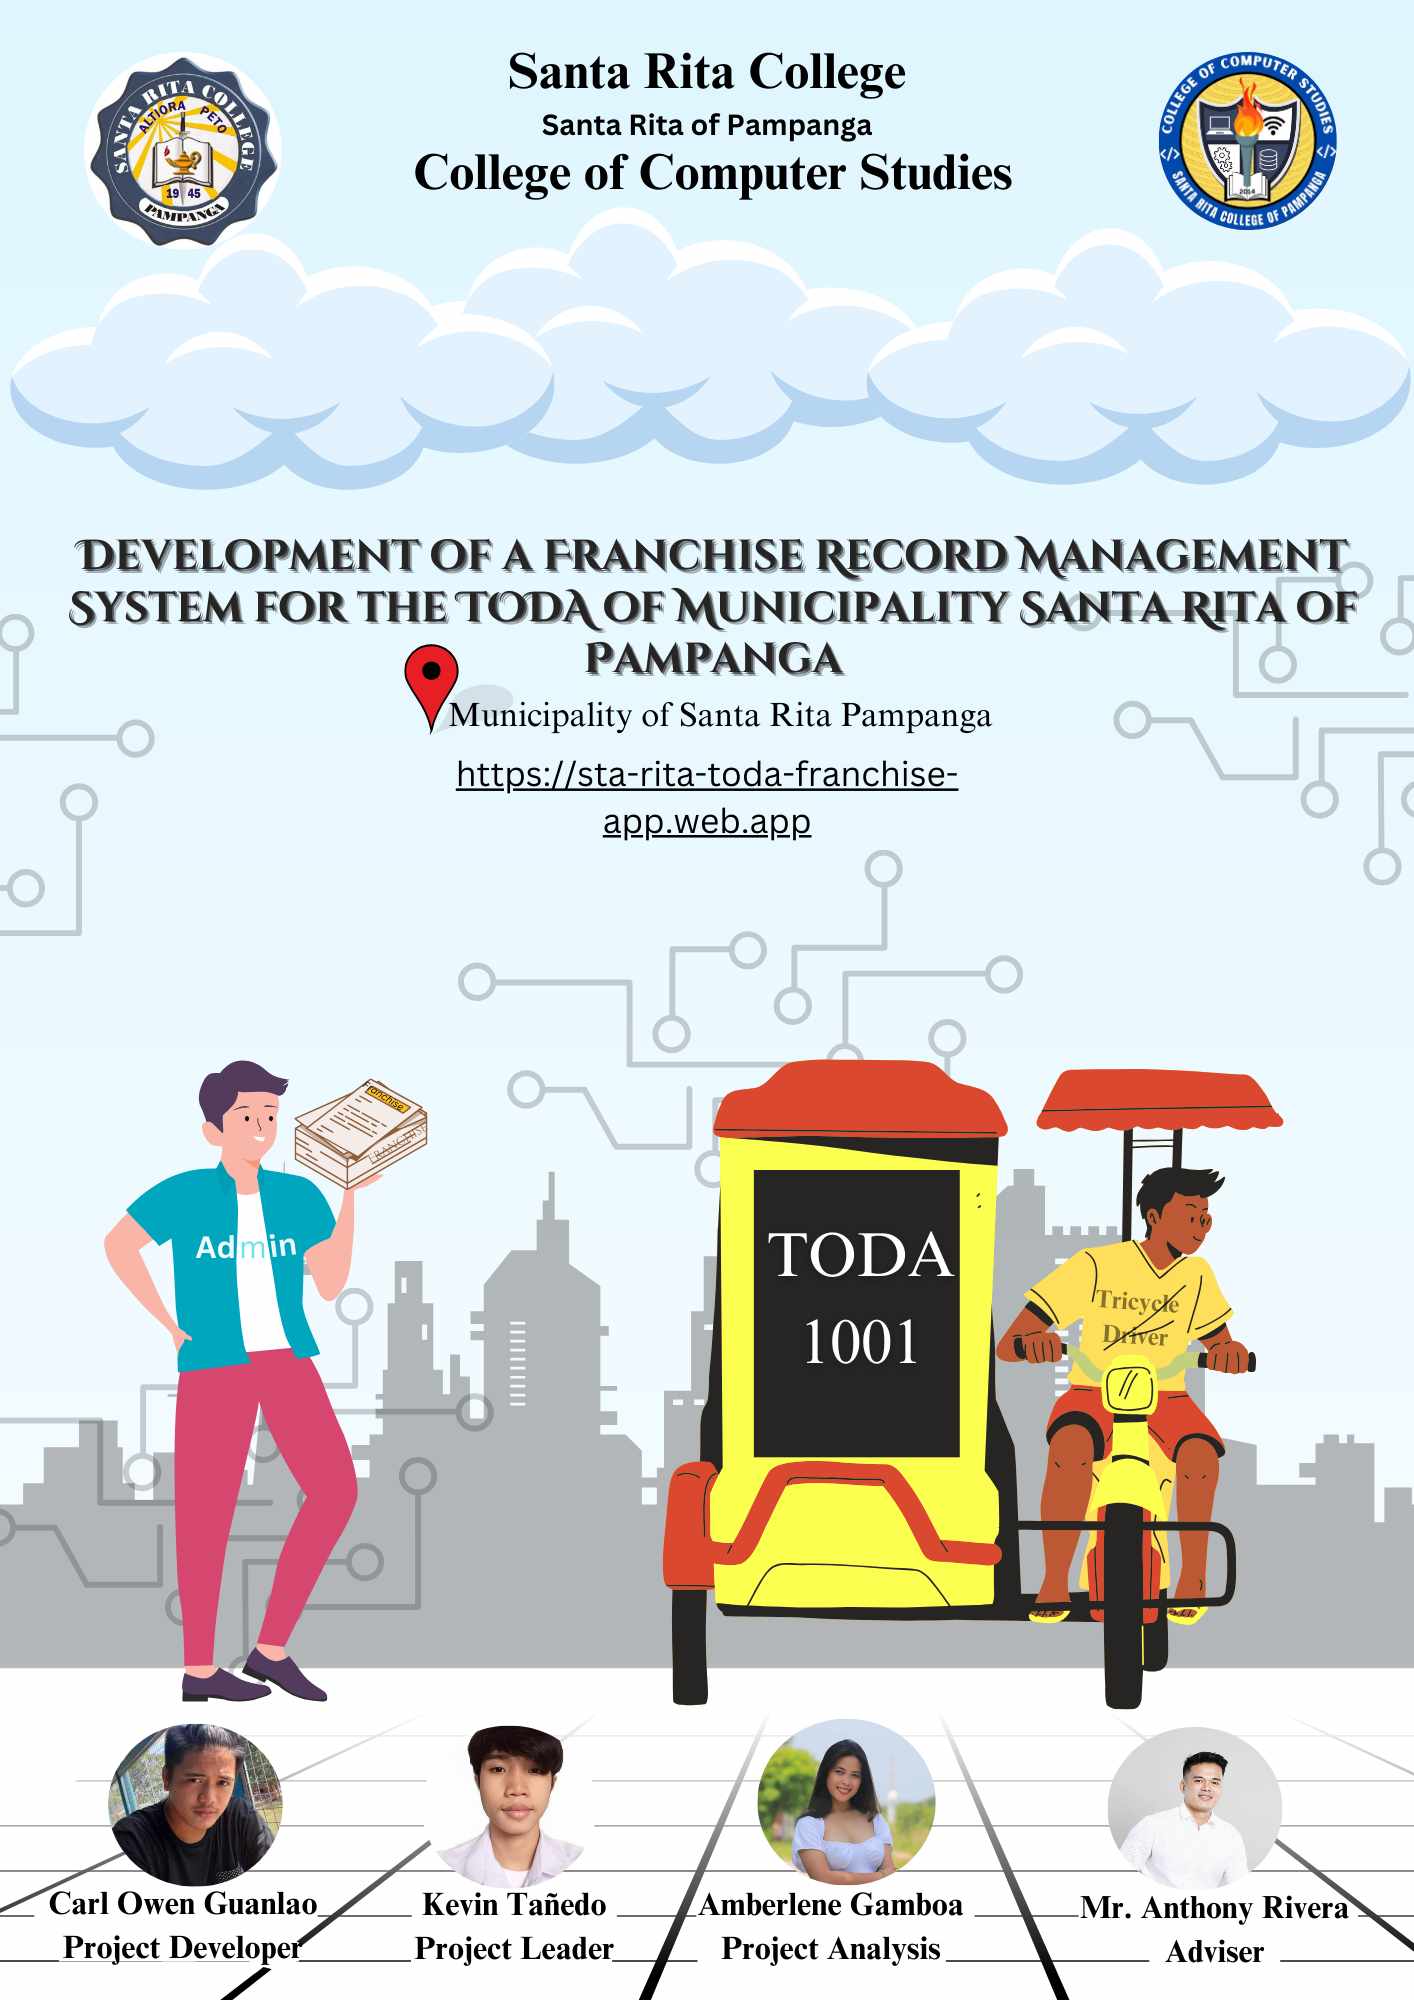 Santa Rita College
Santa Rita of Pampanga
College of Computer Studies
SANTA RITA COLLEGE
ALTIORA PETO
19 45
PAMPANGA
COLLEGE OF COMPUTER STUDIES
</> </>
2014
SANTA RITA COLLEGE OF PAMPANGA
Development of a Franchise Record Management
System for the TODA of Municipality Santa Rita of
Pampanga
Municipality of Santa Rita Pampanga
https://sta-rita-toda-franchise-
app.web.app
Franchise
FRANCHISE
Admin
TODA
1001
Tricycle
Driver
Carl Owen Guanlao
Project Developer
Kevin Tañedo
Project Leader
Amberlene Gamboa
Project Analysis
Mr. Anthony Rivera
Adviser